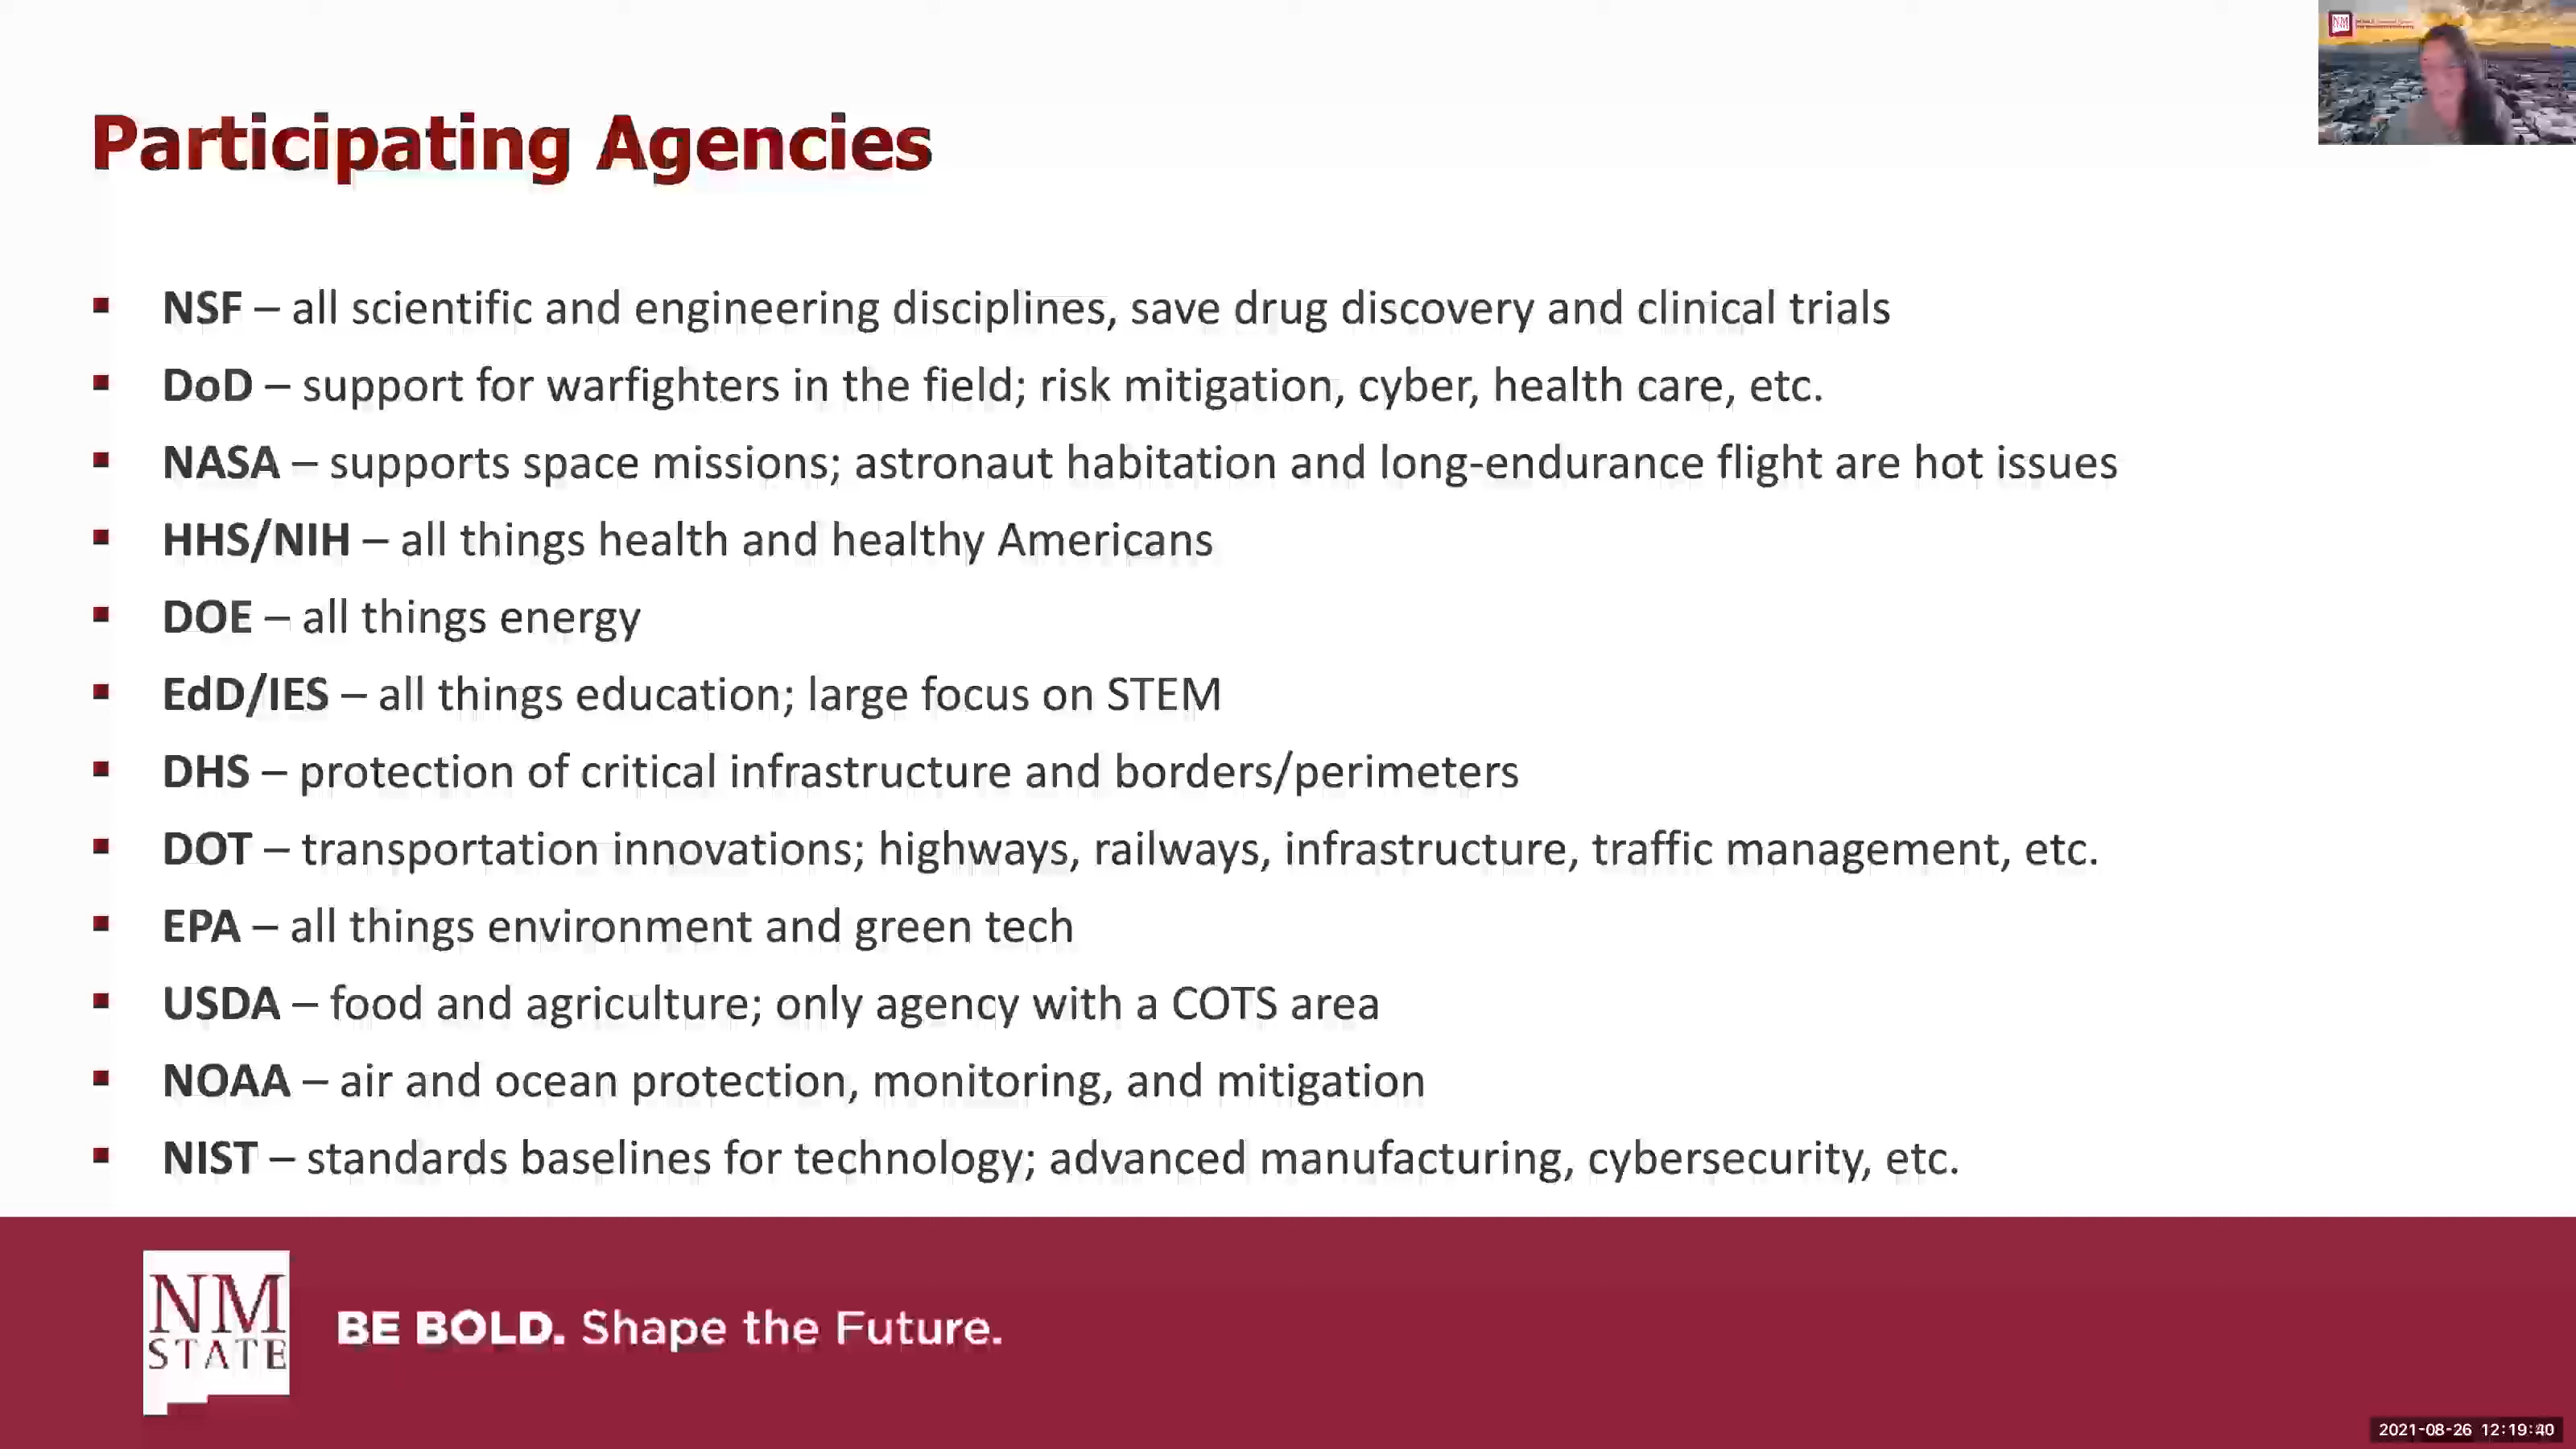 Participating Agencies
▪ NSF – all scientific and engineering disciplines, save drug discovery and clinical trials
▪ DoD – support for warfighters in the field; risk mitigation, cyber, health care, etc.
▪ NASA – supports space missions; astronaut habitation and long-endurance flight are hot issues
▪ HHS/NIH – all things health and healthy Americans
▪ DOE – all things energy
▪ EdD/IES – all things education; large focus on STEM
▪ DHS – protection of critical infrastructure and borders/perimeters
▪ DOT – transportation innovations; highways, railways, infrastructure, traffic management, etc.
▪ EPA – all things environment and green tech
▪ USDA – food and agriculture; only agency with a COTS area
▪ NOAA – air and ocean protection, monitoring, and mitigation
▪ NIST – standards baselines for technology; advanced manufacturing, cybersecurity, etc.
NM
STATE
BE BOLD. Shape the Future.
2021-08-26 12:19: